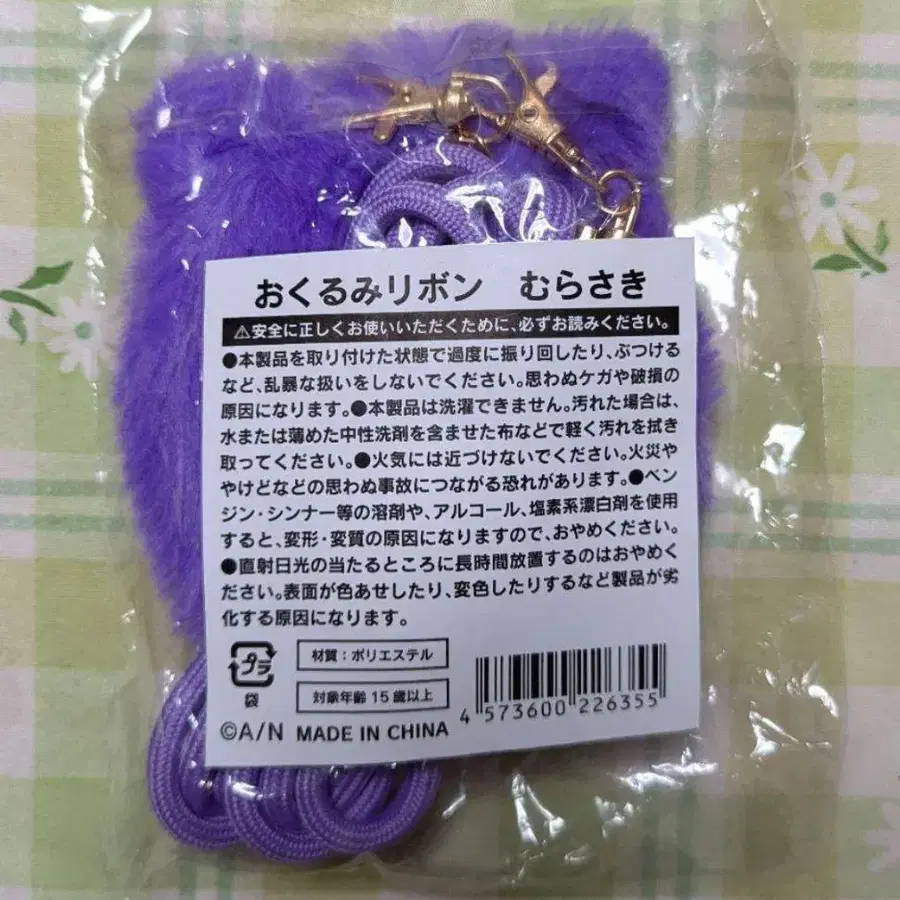 おくるみリボン　むらさき
⚠安全に正しくお使いいただくために、必ずお読みください。
●本製品を取り付けた状態で過度に振り回したり、ぶつける
など、乱暴な扱いをしないでください。思わぬケガや破損の
原因になります。●本製品は洗濯できません。汚れた場合は、
水または薄めた中性洗剤を含ませた布などで軽く汚れを拭き
取ってください。●火気には近づけないでください。火災や
やけどなどの思わぬ事故につながる恐れがあります。●ベン
ジン・シンナー等の溶剤や、アルコール、塩素系漂白剤を使用
すると、変形・変質の原因になりますので、おやめください。
●直射日光の当たるところに長時間放置するのはおやめく
ださい。表面が色あせしたり、変色したりするなど製品が劣
化する原因になります。
プラ
袋
材質：ポリエステル
対象年齢15歳以上
©A/N MADE IN CHINA
4 573600 226355